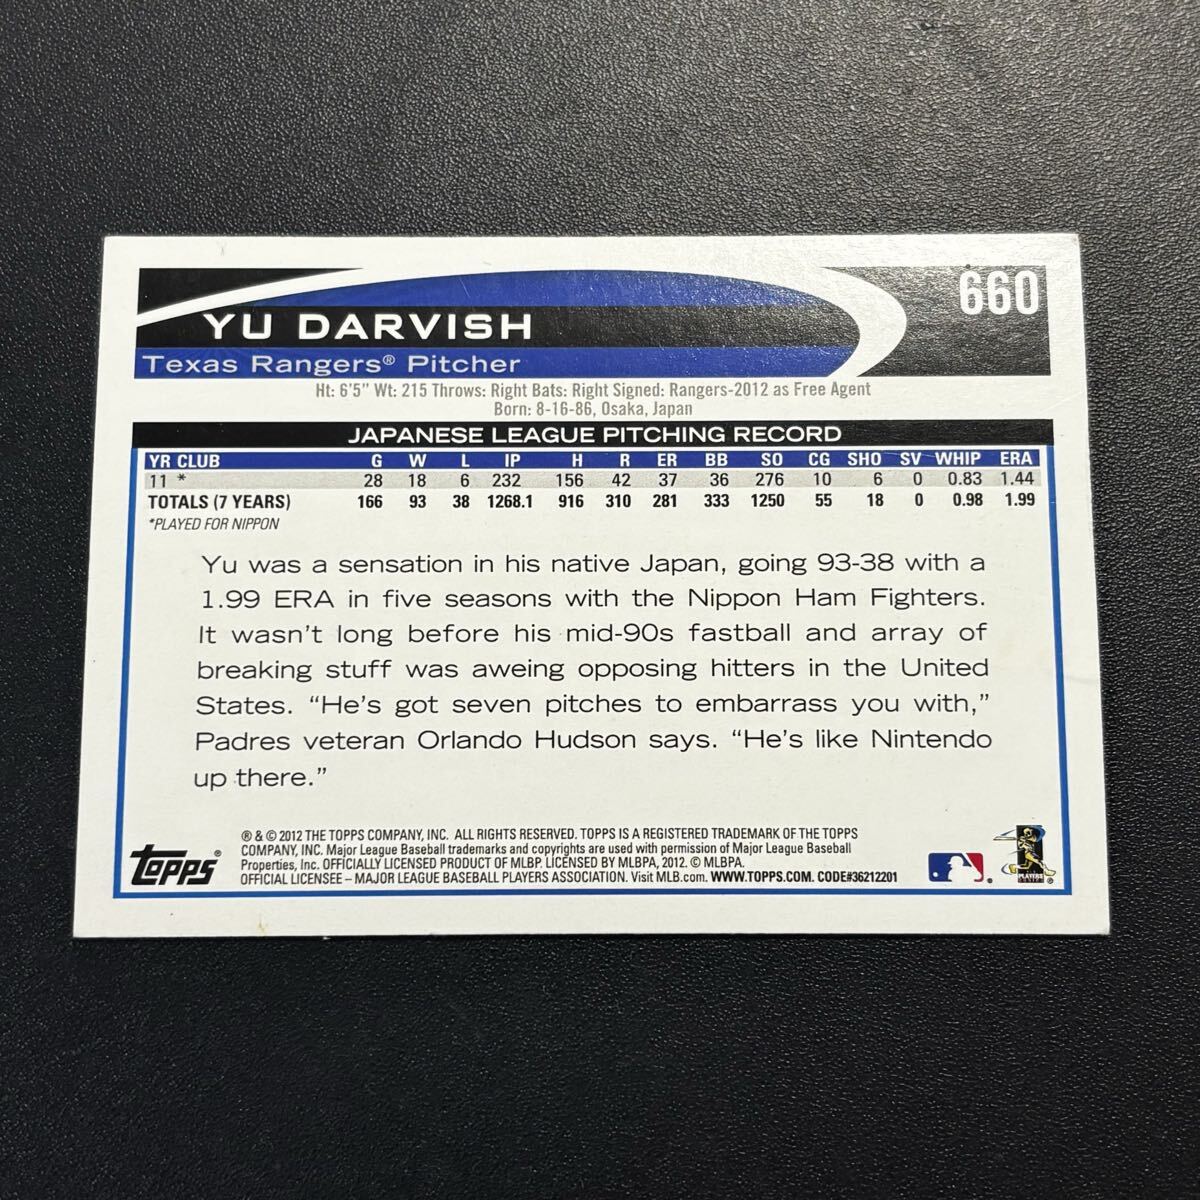 660
YU DARVISH
Texas Rangers® Pitcher
Ht: 6'5" Wt: 215 Throws: Right Bats: Right Signed: Rangers-2012 as Free Agent
Born: 8-16-86, Osaka, Japan
JAPANESE LEAGUE PITCHING RECORD
YR CLUB G W L IP H R ER BB SO CG SHO SV WHIP ERA
11 * 28 18 6 232 156 42 37 36 276 10 6 0 0.83 1.44
TOTALS (7 YEARS) 166 93 38 1268.1 916 310 281 333 1250 55 18 0 0.98 1.99
*PLAYED FOR NIPPON
Yu was a sensation in his native Japan, going 93-38 with a
1.99 ERA in five seasons with the Nippon Ham Fighters.
It wasn't long before his mid-90s fastball and array of
breaking stuff was aweing opposing hitters in the United
States. “He's got seven pitches to embarrass you with,”
Padres veteran Orlando Hudson says. “He's like Nintendo
up there.”
TOPPS®
® & © 2012 THE TOPPS COMPANY, INC. ALL RIGHTS RESERVED. TOPPS IS A REGISTERED TRADEMARK OF THE TOPPS
COMPANY, INC. Major League Baseball trademarks and copyrights are used with permission of Major League Baseball
Properties, Inc. OFFICIALLY LICENSED PRODUCT OF MLBP. LICENSED BY MLBPA, 2012. © MLBPA.
OFFICIAL LICENSEE – MAJOR LEAGUE BASEBALL PLAYERS ASSOCIATION. Visit MLB.com. WWW.TOPPS.COM. CODE#36212201